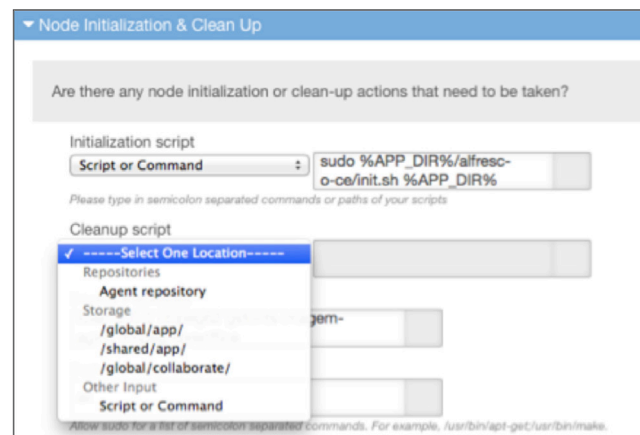 Node Initialization & Clean Up
Are there any node initialization or clean-up actions that need to be taken?
Initialization script
Script or Command
sudo %APP_DIR%/alfresc-
o-ce/init.sh %APP_DIR%
Please type in semicolon separated commands or paths of your scripts
Cleanup script
-----Select One Location-----
Repositories
Agent repository
Storage
/global/app/
/shared/app/
/global/collaborate/
Other Input
Script or Command
Allow sudo for a list of semicolon separated commands. For example, /usr/bin/apt-get;/usr/bin/make.